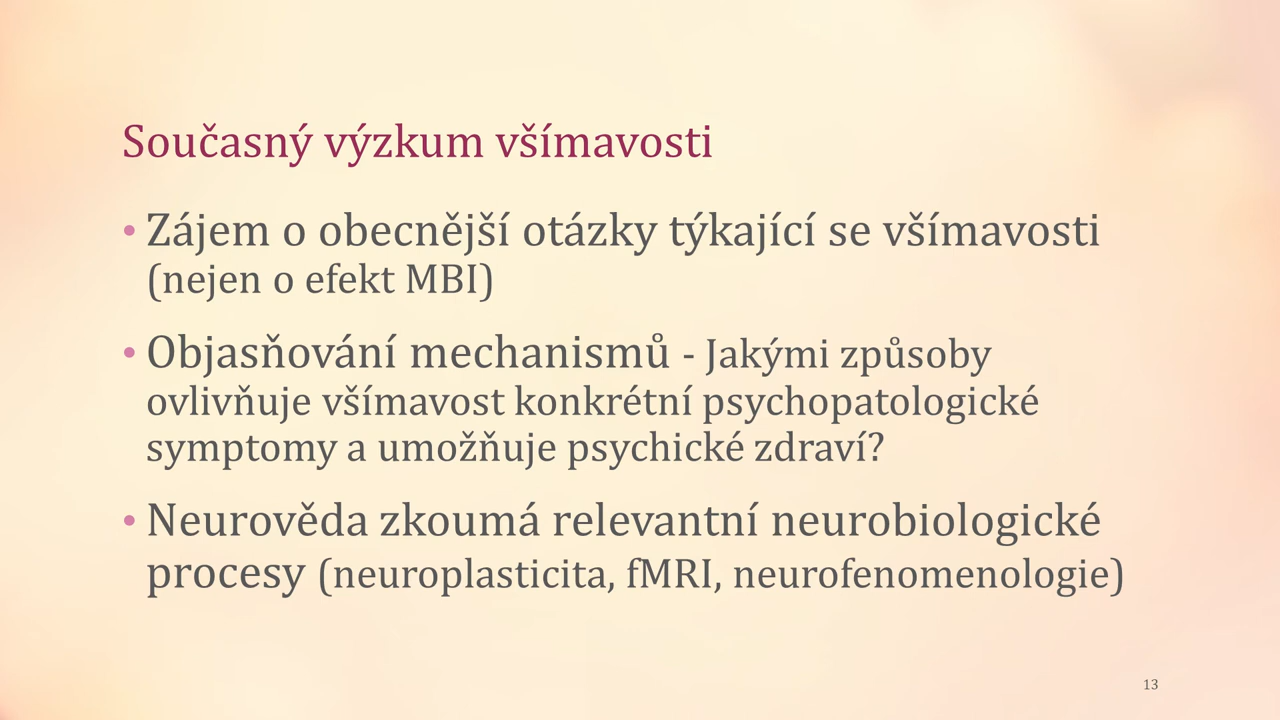 Současný výzkum všímavosti
• Zájem o obecnější otázky týkající se všímavosti
(nejen o efekt MBI)
• Objasňování mechanismů - Jakými způsoby
ovlivňuje všímavost konkrétní psychopatologické
symptomy a umožňuje psychické zdraví?
• Neurověda zkoumá relevantní neurobiologické
procesy (neuroplasticita, fMRI, neurofenomenologie)
13